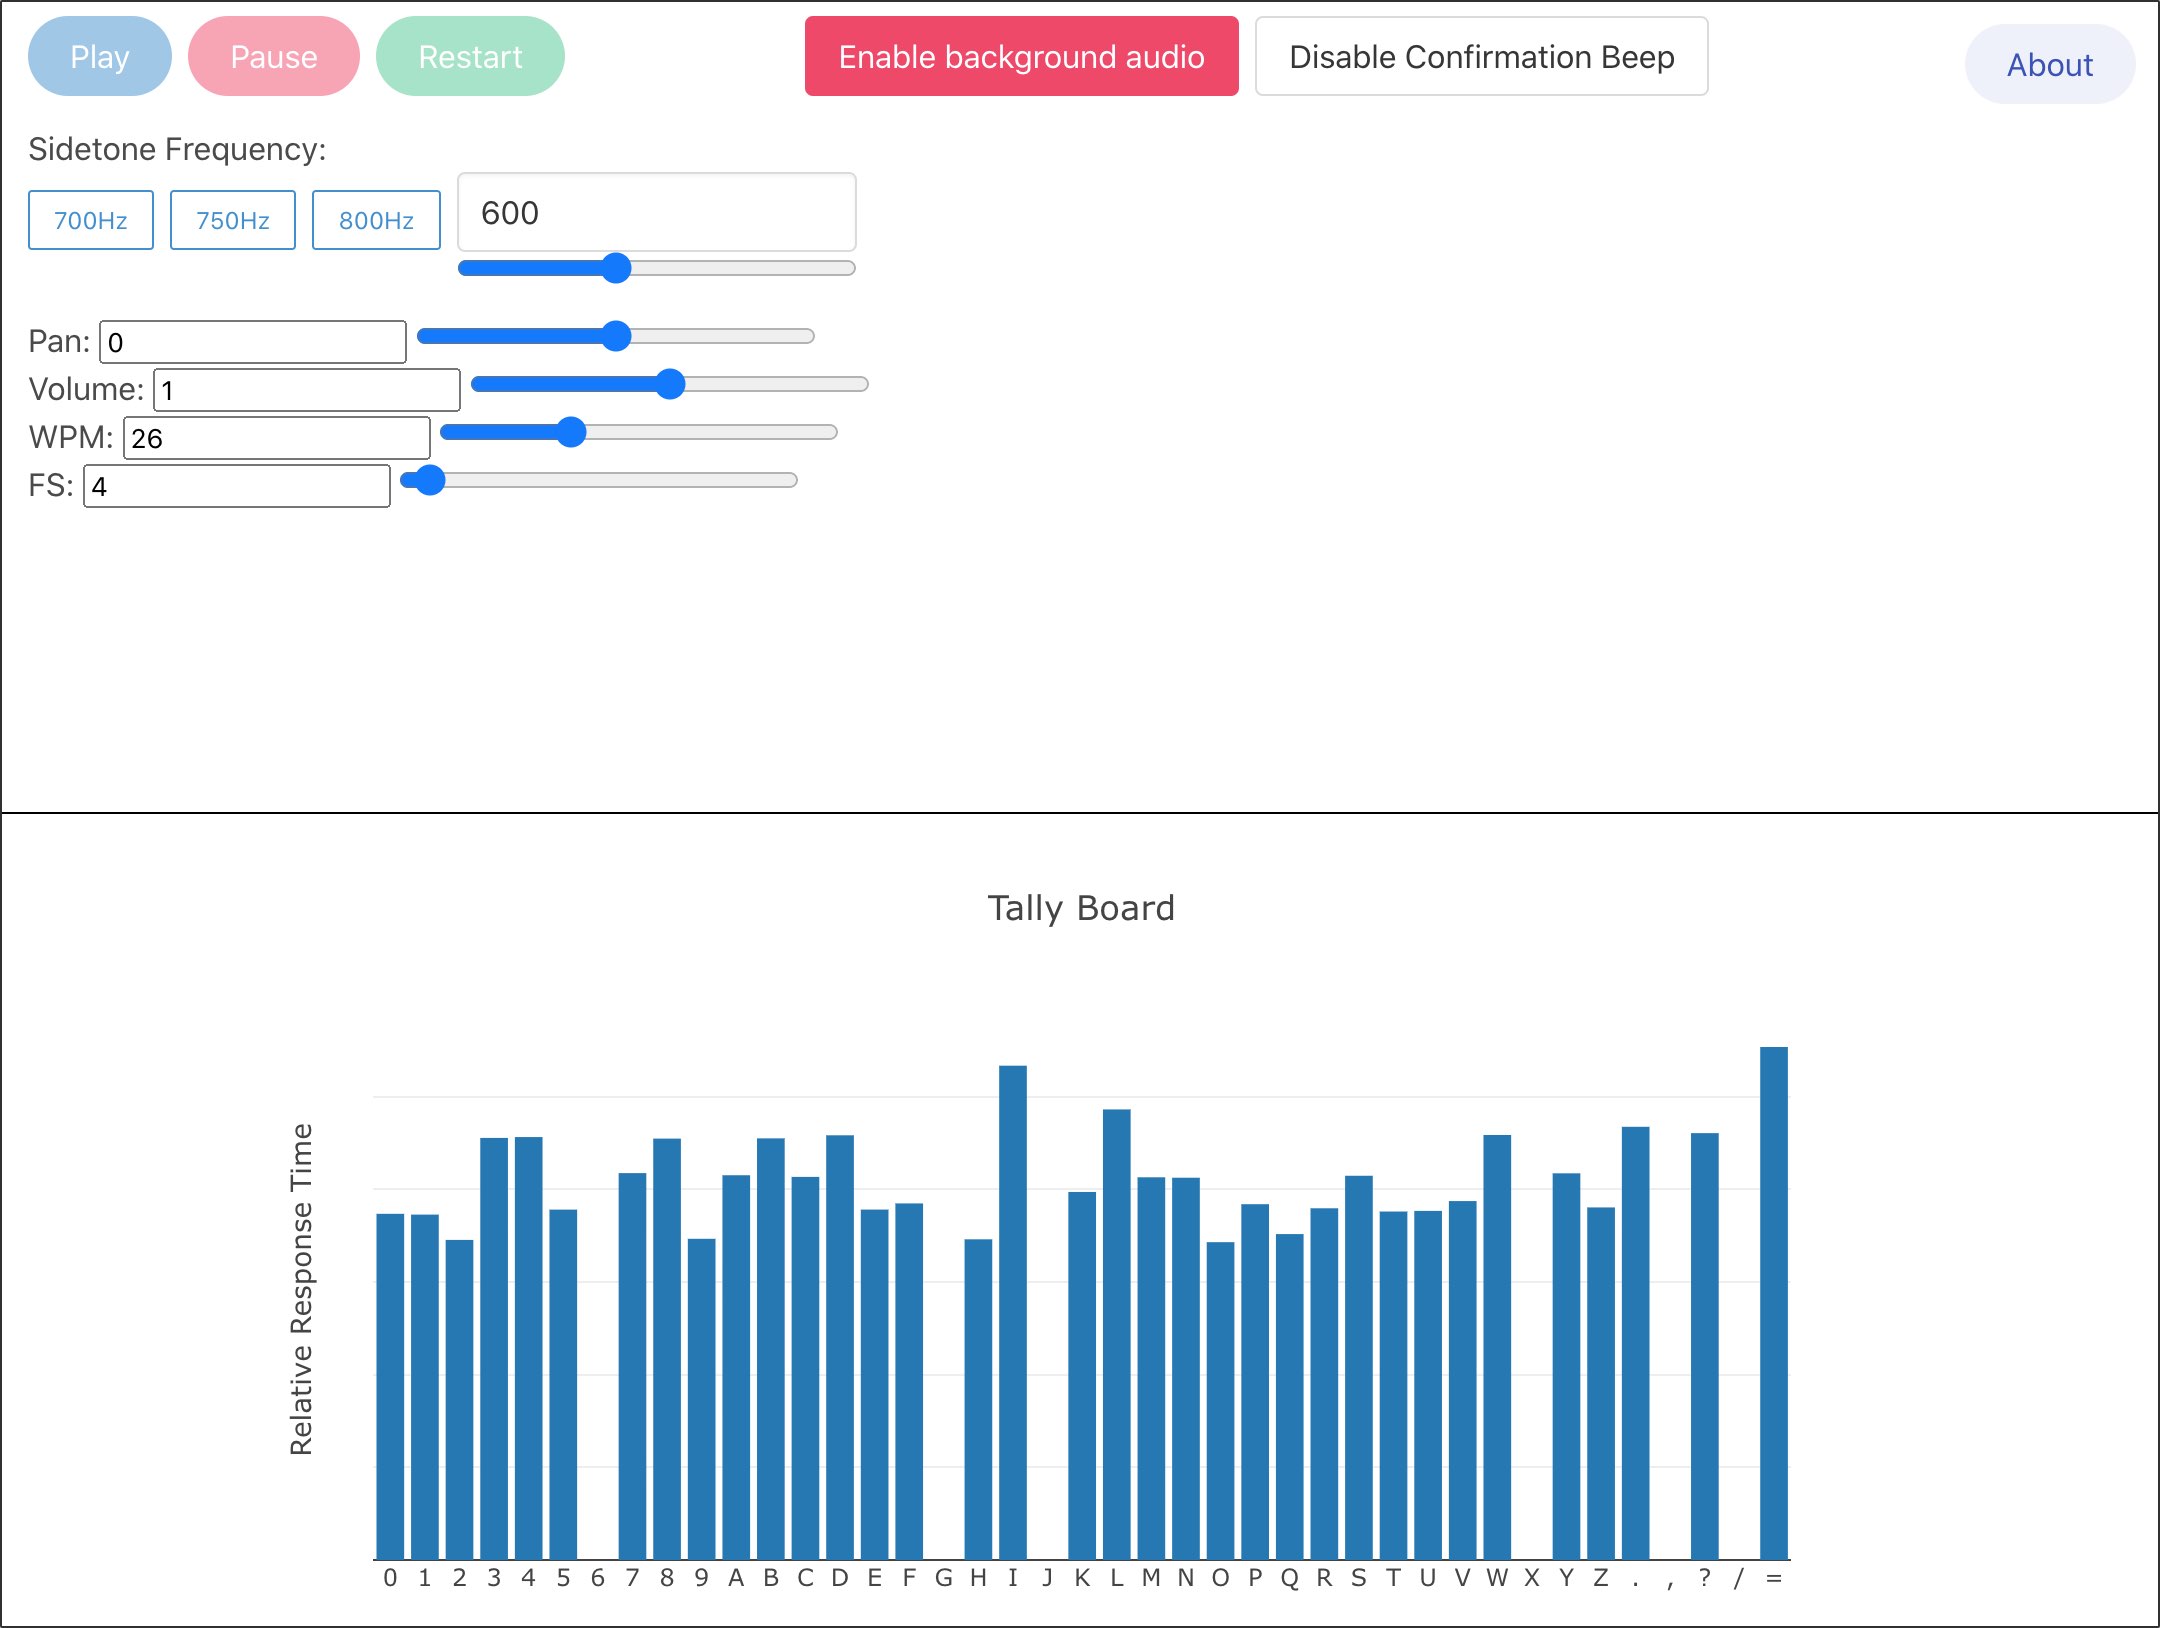 Play Pause Restart Enable background audio Disable Confirmation Beep About
Sidetone Frequency:
700Hz 750Hz 800Hz 600
Pan: 0
Volume: 1
WPM: 26
FS: 4
Tally Board
Relative Response Time
0 1 2 3 4 5 6 7 8 9 A B C D E F G H I J K L M N O P Q R S T U V W X Y Z . , ? / =